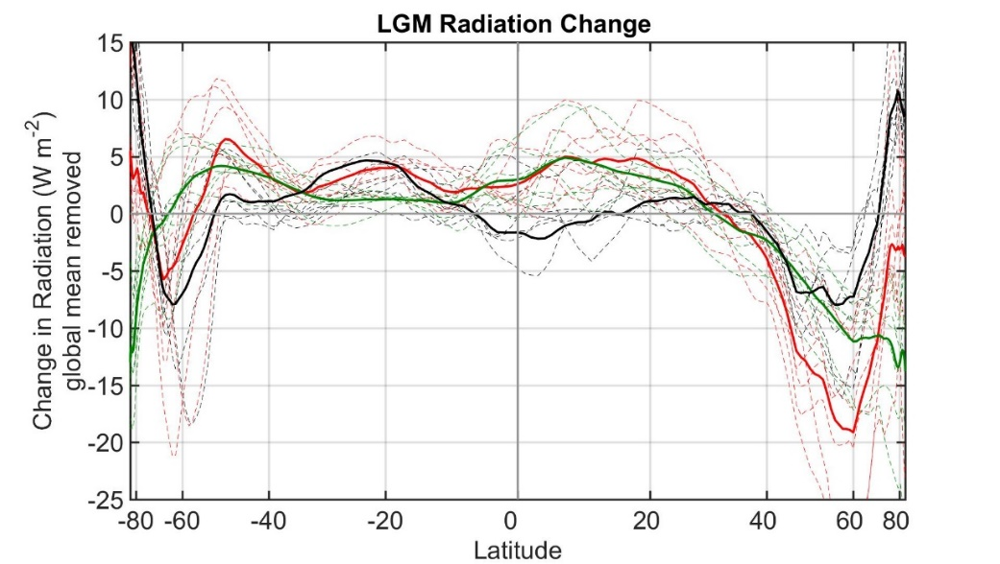 LGM Radiation Change
Change in Radiation (W m-2)
global mean removed
15
10
5
0
-5
-10
-15
-20
-25
-80 -60 -40 -20 0 20 40 60 80
Latitude